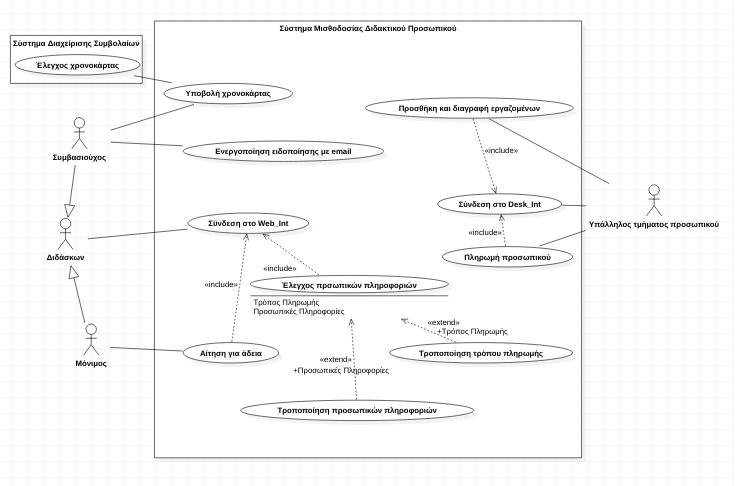 Σύστημα Μισθοδοσίας Διδακτικού Προσωπικού
Σύστημα Διαχείρισης Συμβολαίων
Έλεγχος χρονοκάρτας
Υποβολή χρονοκάρτας
Προσθήκη και διαγραφή εργαζομένων
Συμβασιούχος
Ενεργοποίηση ειδοποίησης με email
«include»
Σύνδεση στο Desk_Int
Σύνδεση στο Web_Int
Υπάλληλος τμήματος προσωπικού
«include»
Διδάσκων
Πληρωμή προσωπικού
«include»
«include»
Έλεγχος πρσωπικών πληροφοριών
Τρόπος Πληρωμής
Προσωπικές Πληροφορίες
«extend»
+Τρόπος Πληρωμής
Αίτηση για άδεια
Τροποποίηση τρόπου πληρωμής
Μόνιμος
«extend»
+Προσωπικές Πληροφορίες
Τροποποίηση προσωπικών πληροφοριών